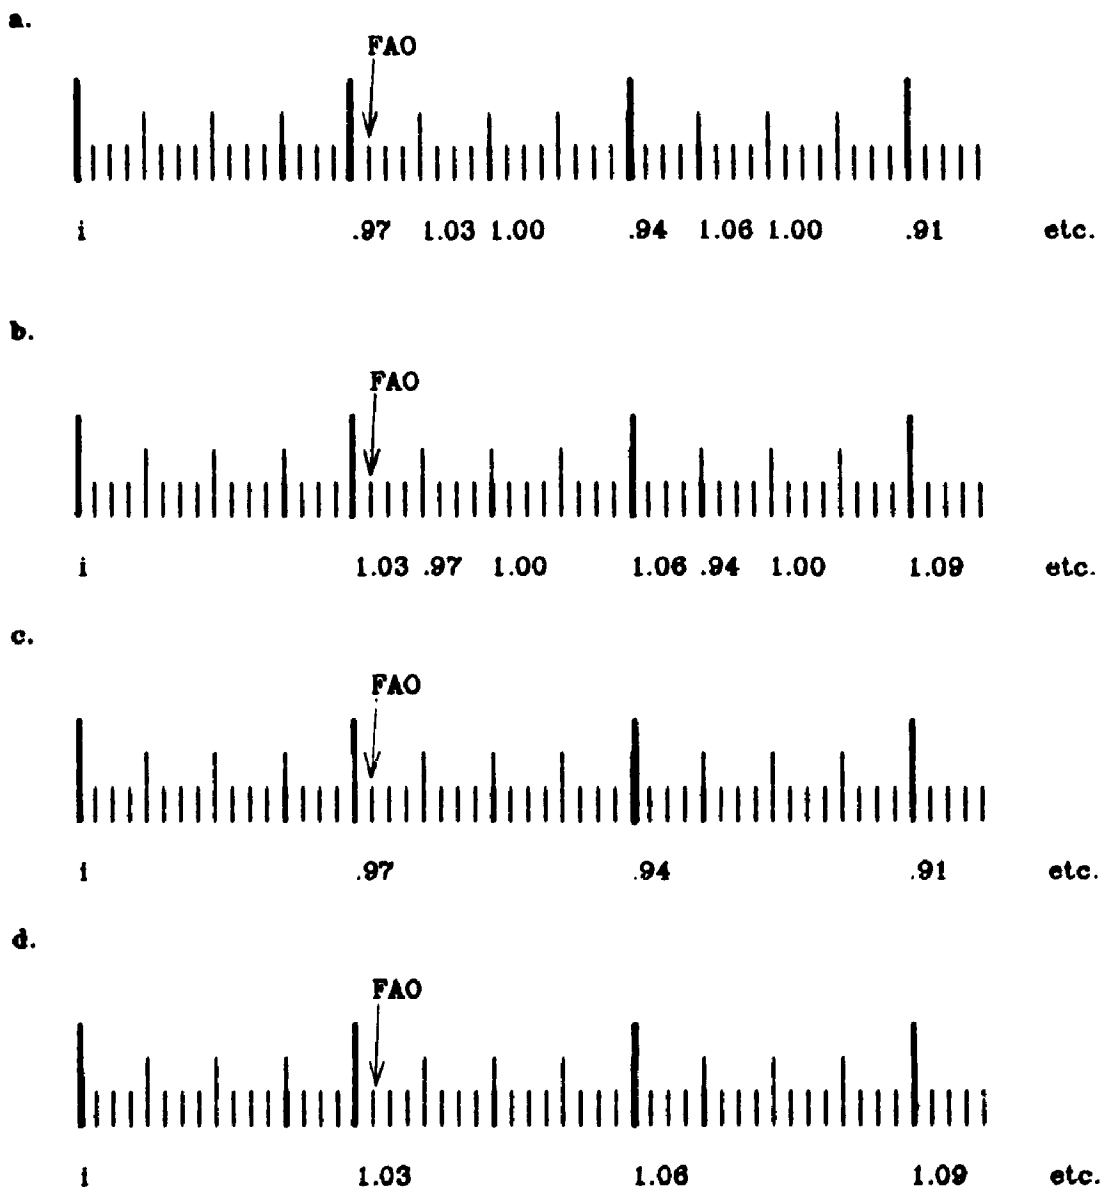 a.
FAO
i .97 1.03 1.00 .94 1.06 1.00 .91 etc.
b.
FAO
i 1.03 .97 1.00 1.06 .94 1.00 1.09 etc.
c.
FAO
i .97 .94 .91 etc.
d.
FAO
i 1.03 1.06 1.09 etc.